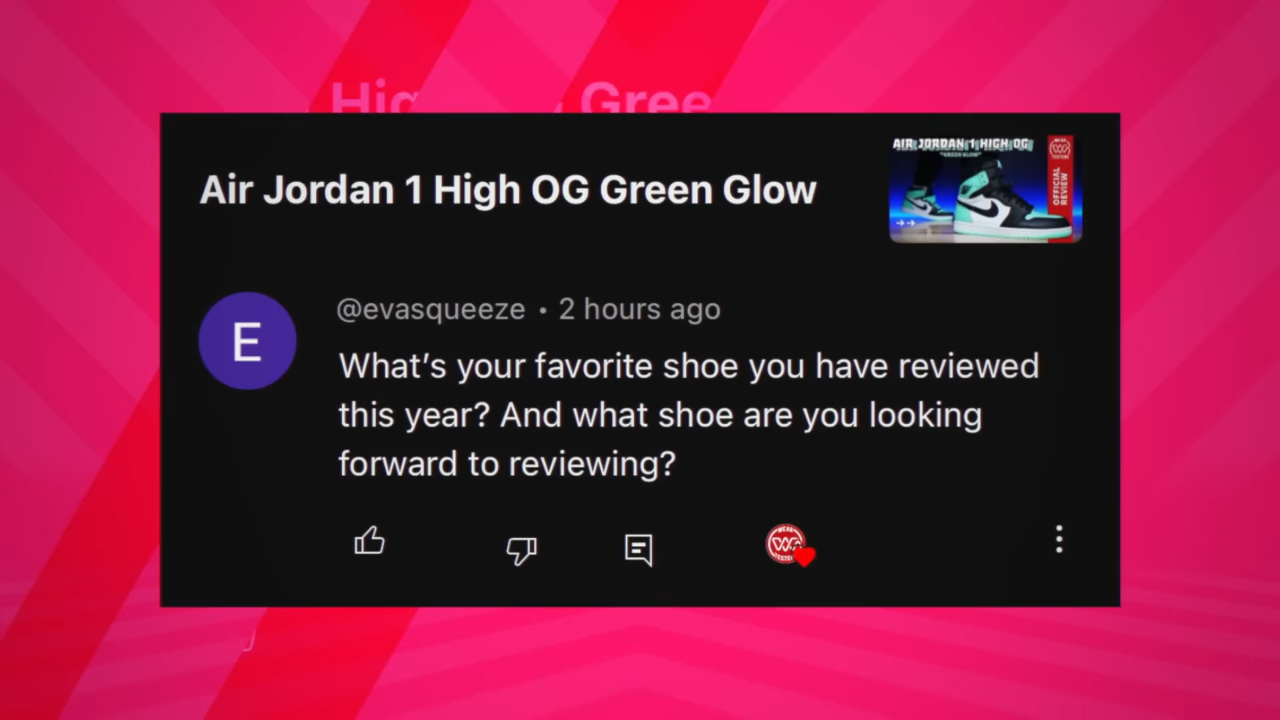 Air Jordan 1 High OG Green Glow
AIR JORDAN 1 HIGH OG
"GREEN GLOW"
OFFICIAL
REVIEW
E
@evasqueeze • 2 hours ago
What's your favorite shoe you have reviewed
this year? And what shoe are you looking
forward to reviewing?